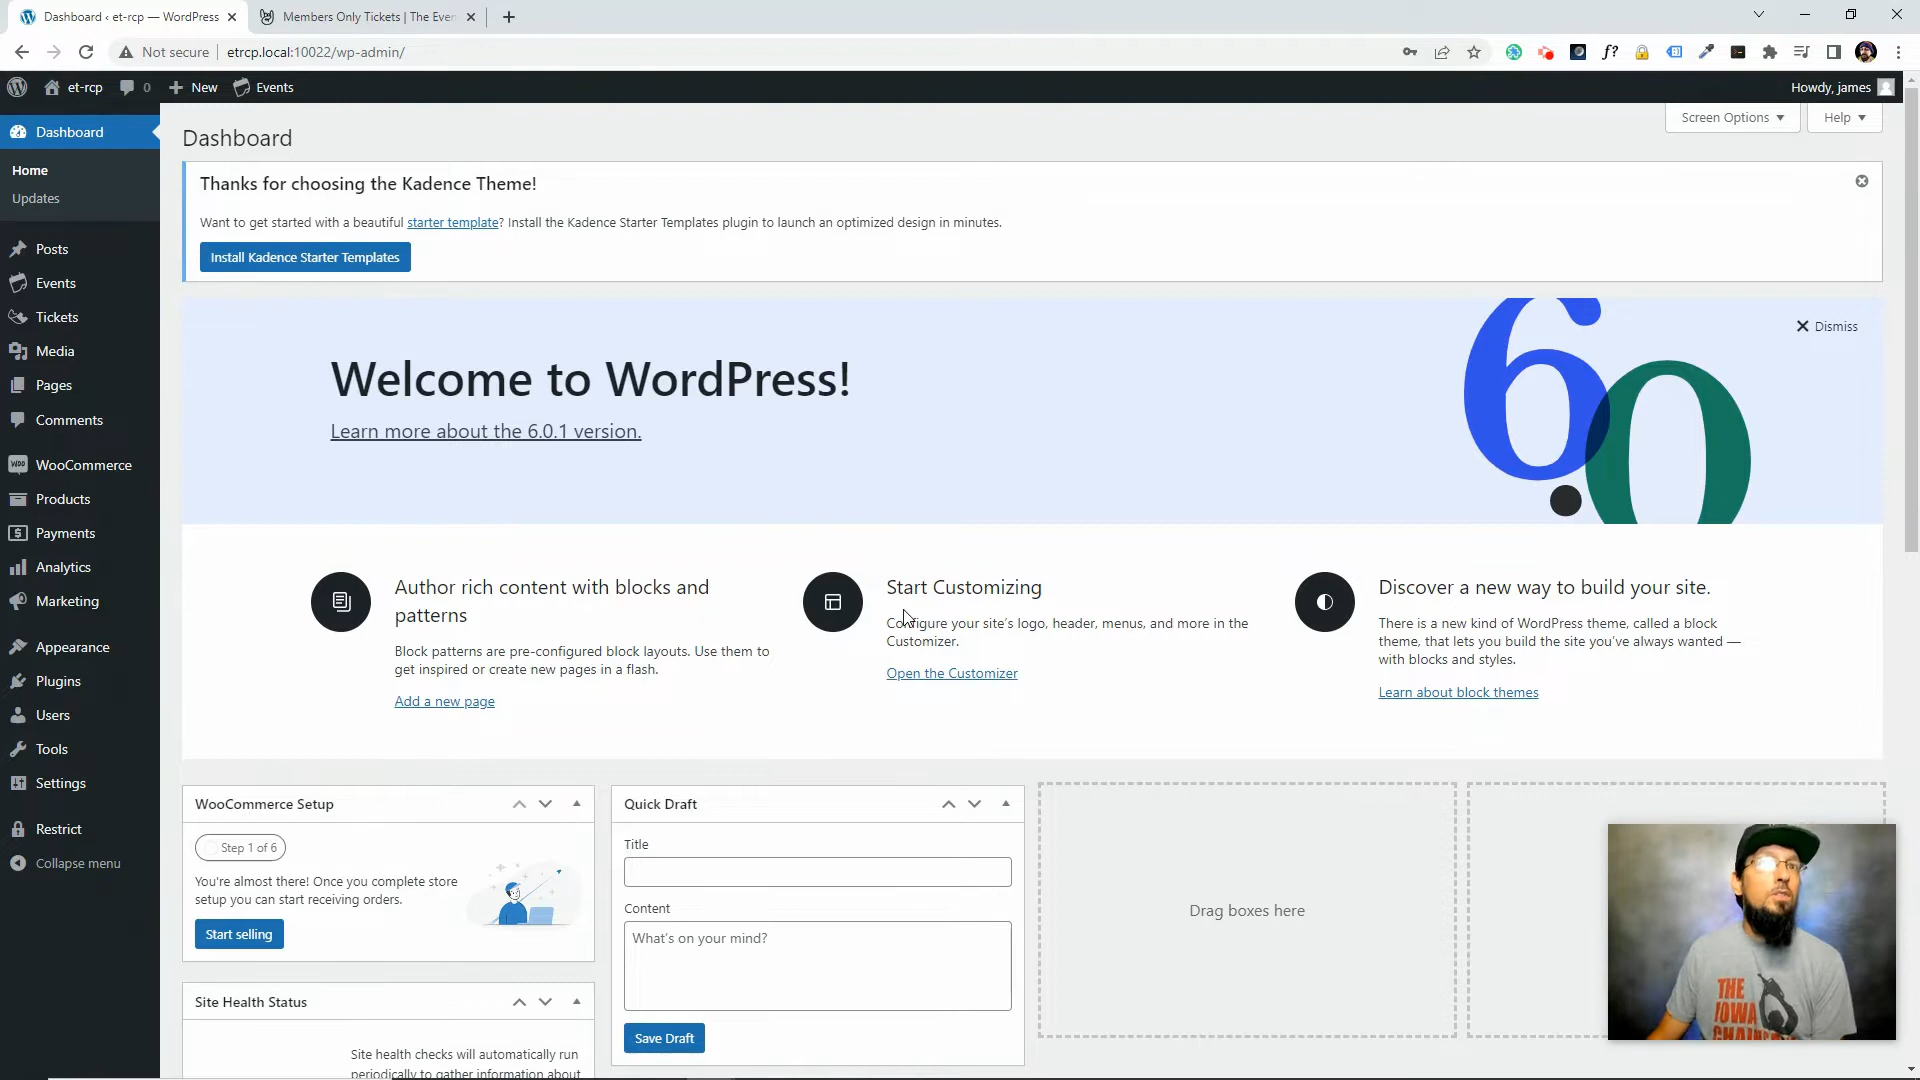 Dashboard ‹ et-rcp — WordPress
Members Only Tickets | The Even
Not secure
etrcp.local:10022/wp-admin/
f?
et-rcp
0
New
Events
Howdy, james
Dashboard
Home
Updates
Posts
Events
Tickets
Media
Pages
Comments
WooCommerce
Products
Payments
Analytics
Marketing
Appearance
Plugins
Users
Tools
Settings
Restrict
Collapse menu
Screen Options
Help
Dashboard
Thanks for choosing the Kadence Theme!
Want to get started with a beautiful starter template? Install the Kadence Starter Templates plugin to launch an optimized design in minutes.
Install Kadence Starter Templates
Welcome to WordPress!
Learn more about the 6.0.1 version.
6.0
Dismiss
Author rich content with blocks and
patterns
Block patterns are pre-configured block layouts. Use them to
get inspired or create new pages in a flash.
Add a new page
Start Customizing
Configure your site's logo, header, menus, and more in the
Customizer.
Open the Customizer
Discover a new way to build your site.
There is a new kind of WordPress theme, called a block
theme, that lets you build the site you've always wanted —
with blocks and styles.
Learn about block themes
WooCommerce Setup
Step 1 of 6
You're almost there! Once you complete store
setup you can start receiving orders.
Start selling
Site Health Status
Site health checks will automatically run
periodically to gather information about
Quick Draft
Title
Content
What's on your mind?
Save Draft
Drag boxes here
THE
IOWA